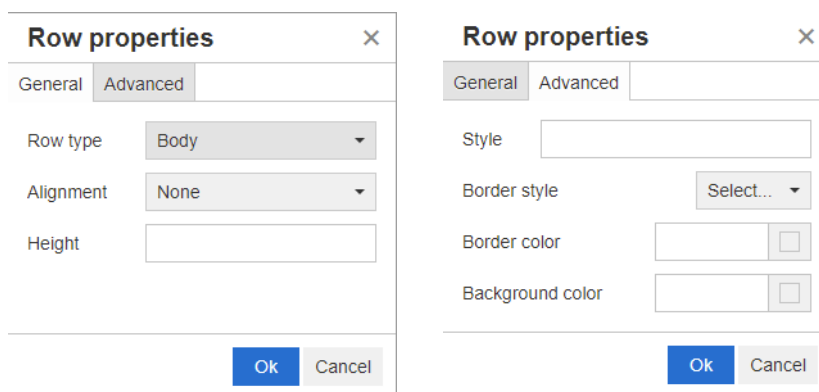 Row properties ×
General Advanced
Row type Body
Alignment None
Height
Ok Cancel
Row properties ×
General Advanced
Style
Border style Select...
Border color
Background color
Ok Cancel